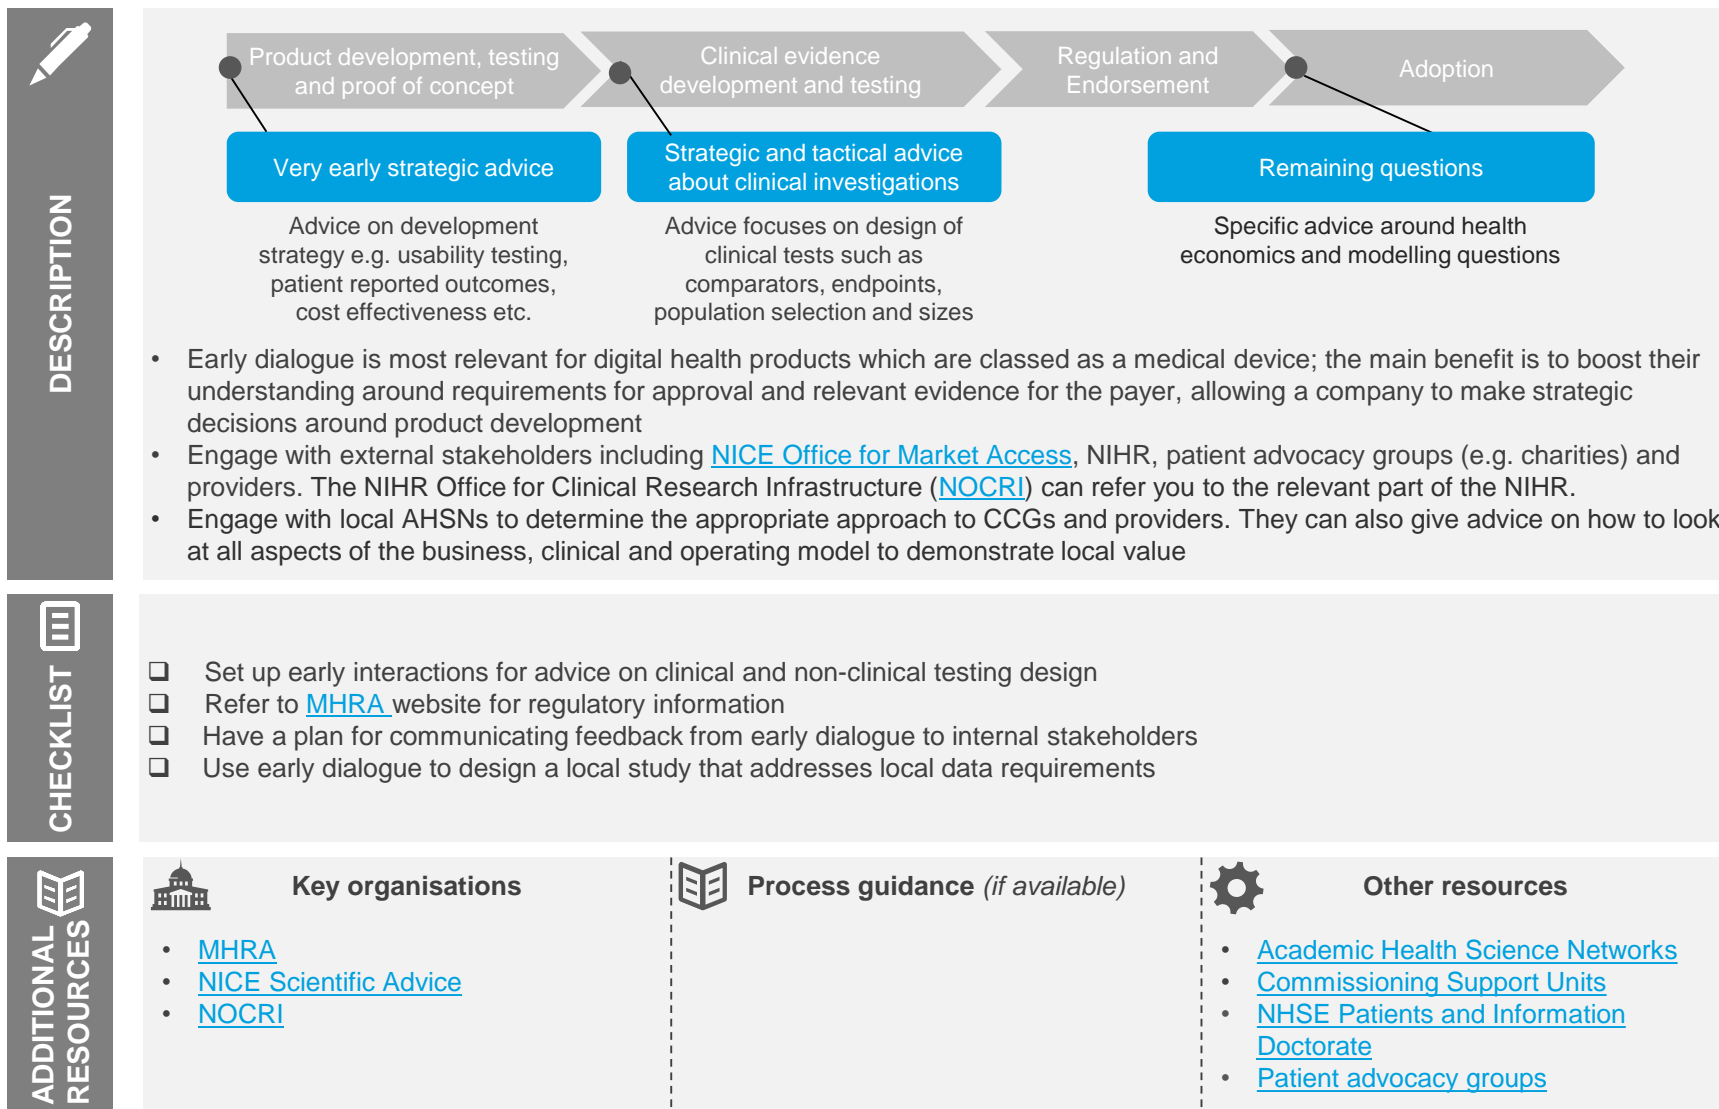 DESCRIPTION
Product development, testing
and proof of concept
Clinical evidence
development and testing
Regulation and
Endorsement
Adoption
Very early strategic advice
Strategic and tactical advice
about clinical investigations
Remaining questions
Advice on development
strategy e.g. usability testing,
patient reported outcomes,
cost effectiveness etc.
Advice focuses on design of
clinical tests such as
comparators, endpoints,
population selection and sizes
Specific advice around health
economics and modelling questions
• Early dialogue is most relevant for digital health products which are classed as a medical device; the main benefit is to boost their
understanding around requirements for approval and relevant evidence for the payer, allowing a company to make strategic
decisions around product development
• Engage with external stakeholders including NICE Office for Market Access, NIHR, patient advocacy groups (e.g. charities) and
providers. The NIHR Office for Clinical Research Infrastructure (NOCRI) can refer you to the relevant part of the NIHR.
• Engage with local AHSNs to determine the appropriate approach to CCGs and providers. They can also give advice on how to look
at all aspects of the business, clinical and operating model to demonstrate local value
CHECKLIST
❑ Set up early interactions for advice on clinical and non-clinical testing design
❑ Refer to MHRA website for regulatory information
❑ Have a plan for communicating feedback from early dialogue to internal stakeholders
❑ Use early dialogue to design a local study that addresses local data requirements
ADDITIONAL
RESOURCES
Key organisations
• MHRA
• NICE Scientific Advice
• NOCRI
Process guidance (if available)
Other resources
• Academic Health Science Networks
• Commissioning Support Units
• NHSE Patients and Information
Doctorate
• Patient advocacy groups